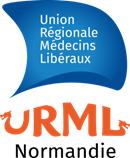 Union
Régionale
Médecins
Libéraux
URML
Normandie